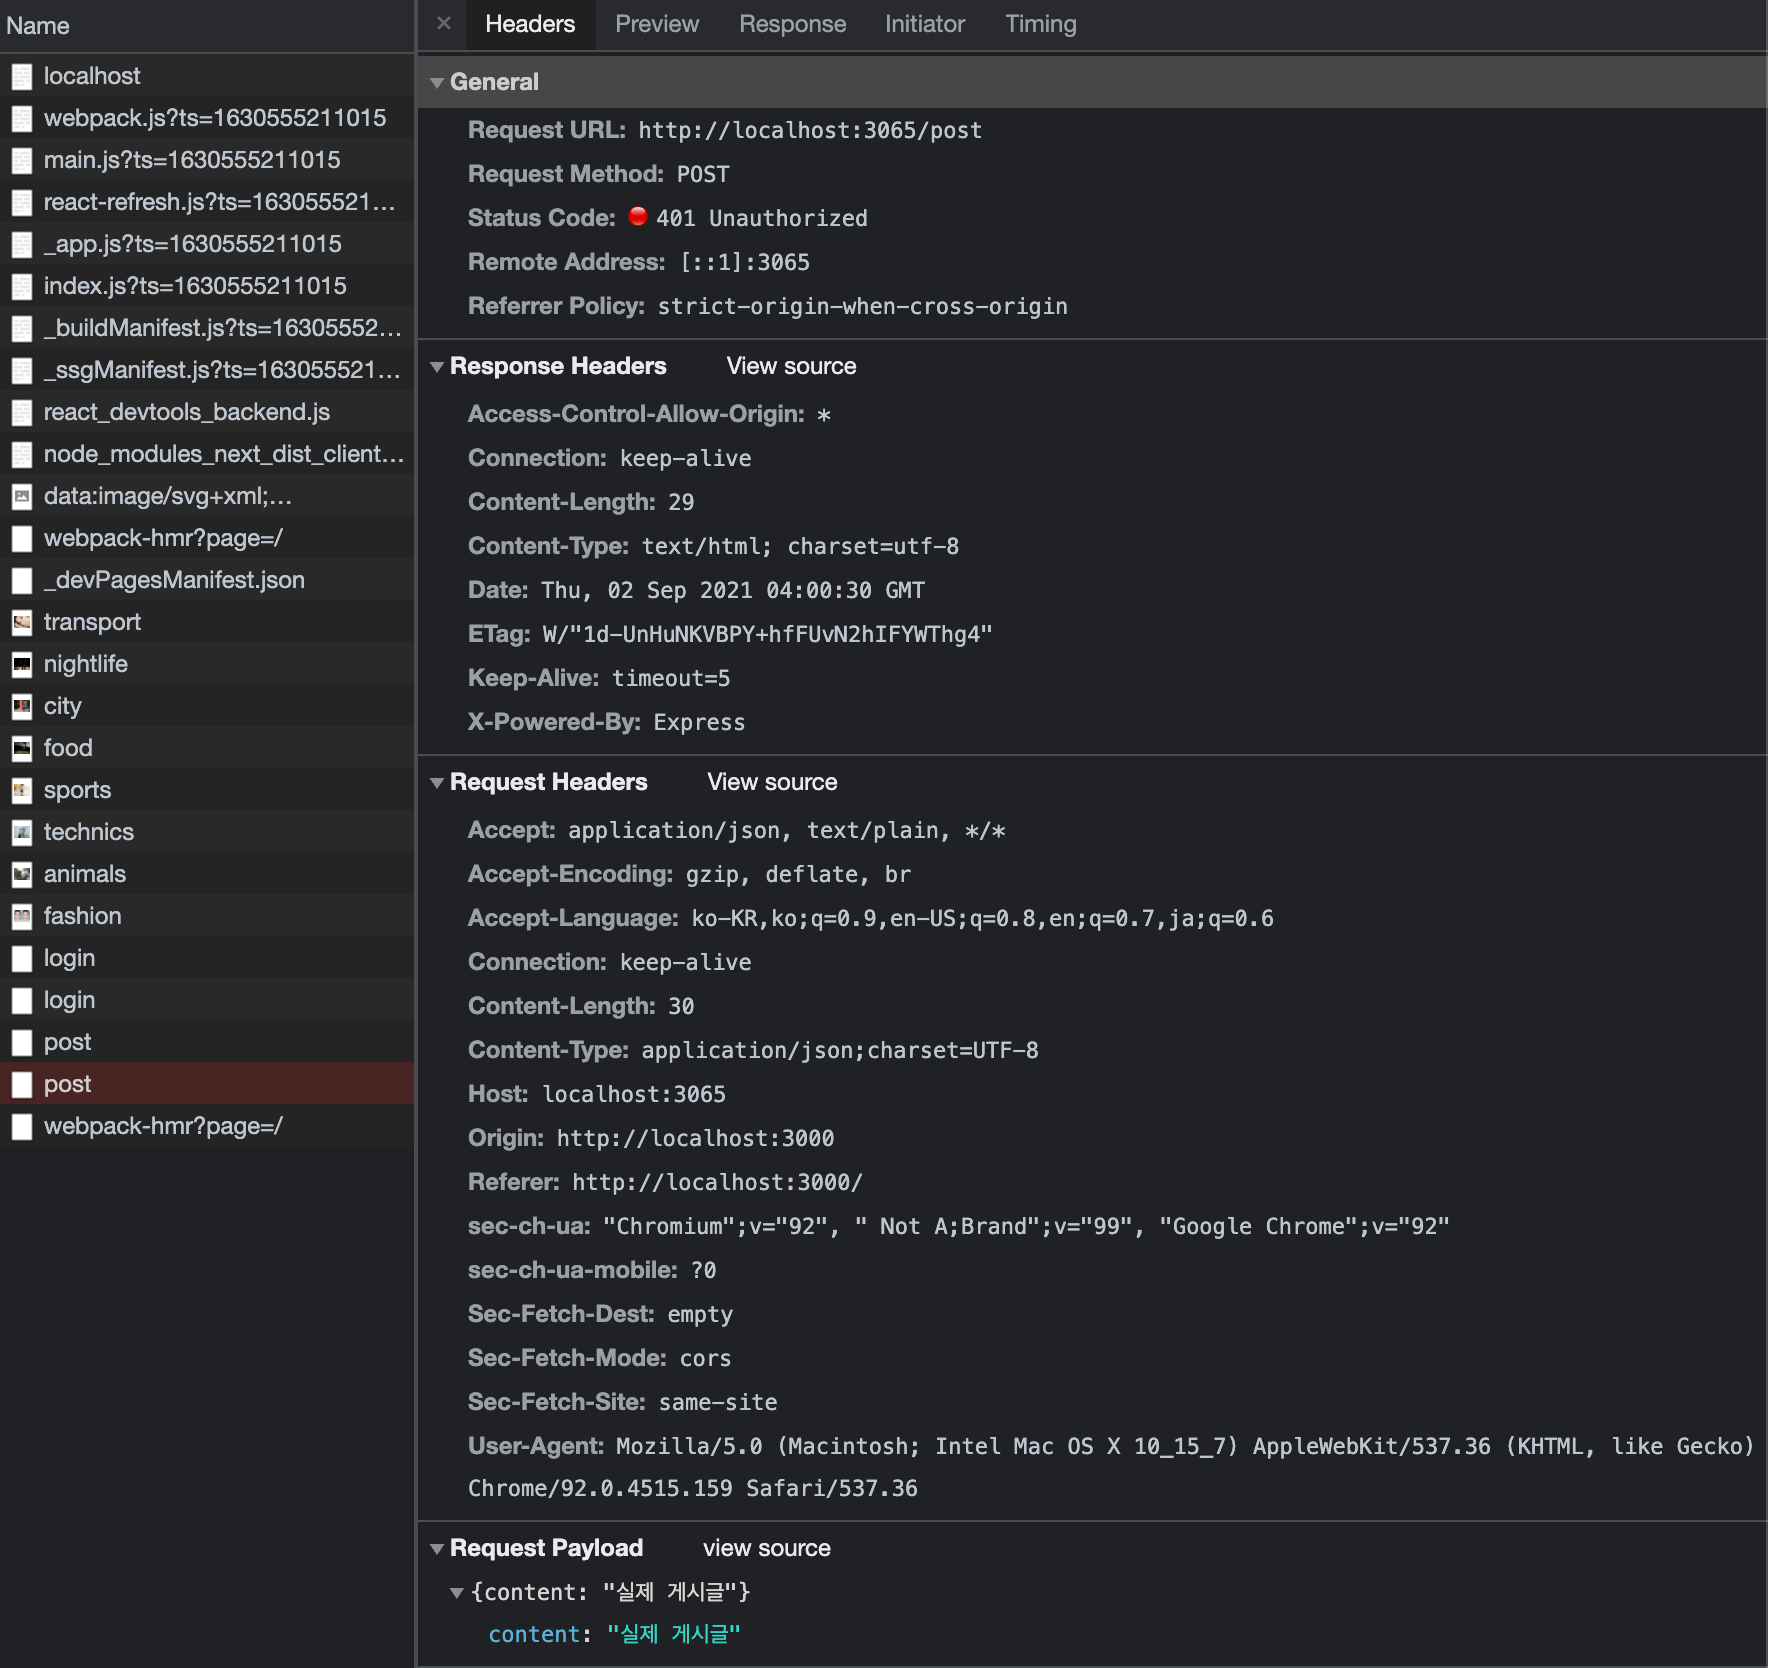 Name
localhost
webpack.js?ts=1630555211015
main.js?ts=1630555211015
react-refresh.js?ts=163055521...
_app.js?ts=1630555211015
index.js?ts=1630555211015
_buildManifest.js?ts=16305552...
_ssgManifest.js?ts=163055521...
react_devtools_backend.js
node_modules_next_dist_client...
data:image/svg+xml;...
webpack-hmr?page=/
_devPagesManifest.json
transport
nightlife
city
food
sports
technics
animals
fashion
login
login
post
post
webpack-hmr?page=/
Headers Preview Response Initiator Timing
General
Request URL: http://localhost:3065/post
Request Method: POST
Status Code: 401 Unauthorized
Remote Address: [::1]:3065
Referrer Policy: strict-origin-when-cross-origin
Response Headers View source
Access-Control-Allow-Origin: *
Connection: keep-alive
Content-Length: 29
Content-Type: text/html; charset=utf-8
Date: Thu, 02 Sep 2021 04:00:30 GMT
ETag: W/"1d-UnHuNKVBPY+hfFUvN2hIFYWThg4"
Keep-Alive: timeout=5
X-Powered-By: Express
Request Headers View source
Accept: application/json, text/plain, */*
Accept-Encoding: gzip, deflate, br
Accept-Language: ko-KR,ko;q=0.9,en-US;q=0.8,en;q=0.7,ja;q=0.6
Connection: keep-alive
Content-Length: 30
Content-Type: application/json;charset=UTF-8
Host: localhost:3065
Origin: http://localhost:3000
Referer: http://localhost:3000/
sec-ch-ua: "Chromium";v="92", " Not A;Brand";v="99", "Google Chrome";v="92"
sec-ch-ua-mobile: ?0
Sec-Fetch-Dest: empty
Sec-Fetch-Mode: cors
Sec-Fetch-Site: same-site
User-Agent: Mozilla/5.0 (Macintosh; Intel Mac OS X 10_15_7) AppleWebKit/537.36 (KHTML, like Gecko)
Chrome/92.0.4515.159 Safari/537.36
Request Payload view source
{content: "실제 게시글"}
content: "실제 게시글"